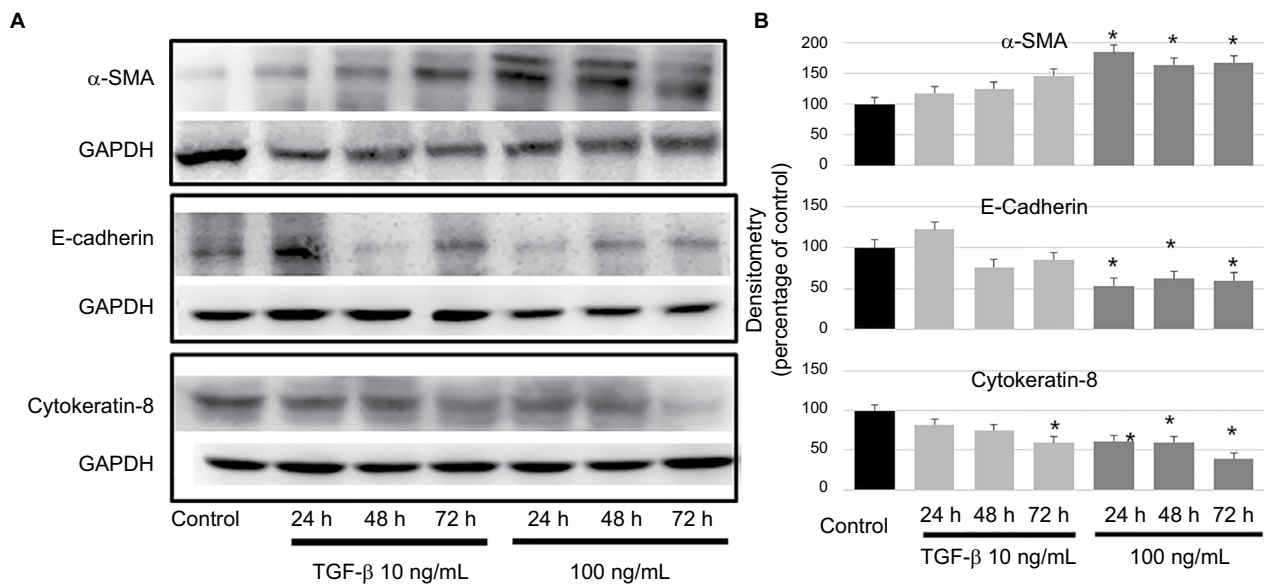 A
α-SMA
GAPDH
E-cadherin
GAPDH
Cytokeratin-8
GAPDH
Control 24 h 48 h 72 h 24 h 48 h 72 h
TGF-β 10 ng/mL 100 ng/mL
B
Densitometry
(percentage of control)
α-SMA
200
150
100
50
0
* * *
E-Cadherin
150
100
50
0
* * *
Cytokeratin-8
150
100
50
0
* * * *
Control 24 h 48 h 72 h 24 h 48 h 72 h
TGF-β 10 ng/mL 100 ng/mL